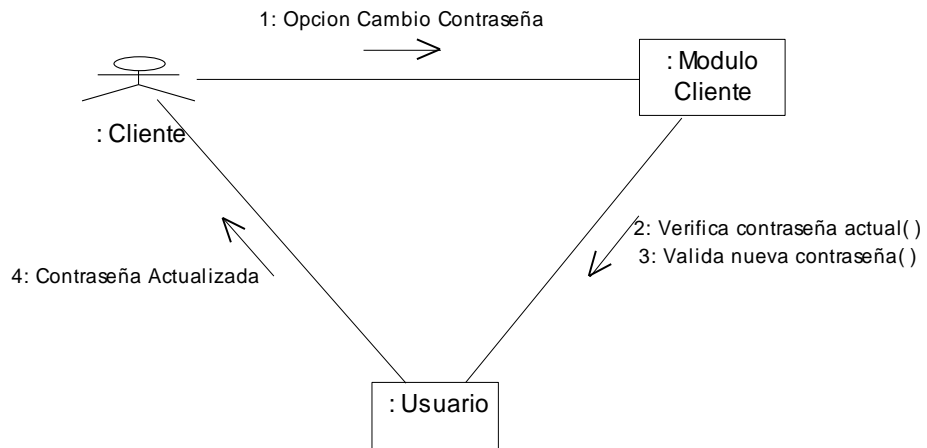 1: Opcion Cambio Contraseña
: Modulo
Cliente
: Cliente
2: Verifica contraseña actual( )
3: Valida nueva contraseña( )
4: Contraseña Actualizada
: Usuario